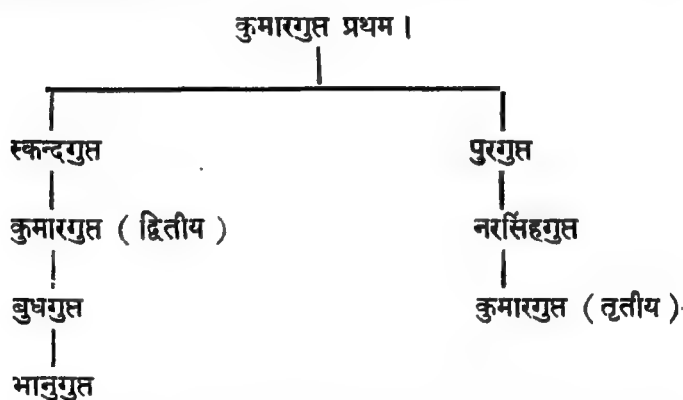 कुमारगुप्त प्रथम।
स्कन्दगुप्त पुरगुप्त
कुमारगुप्त ( द्वितीय ) नरसिंहगुप्त
बुधगुप्त कुमारगुप्त ( तृतीय )
भानुगुप्त